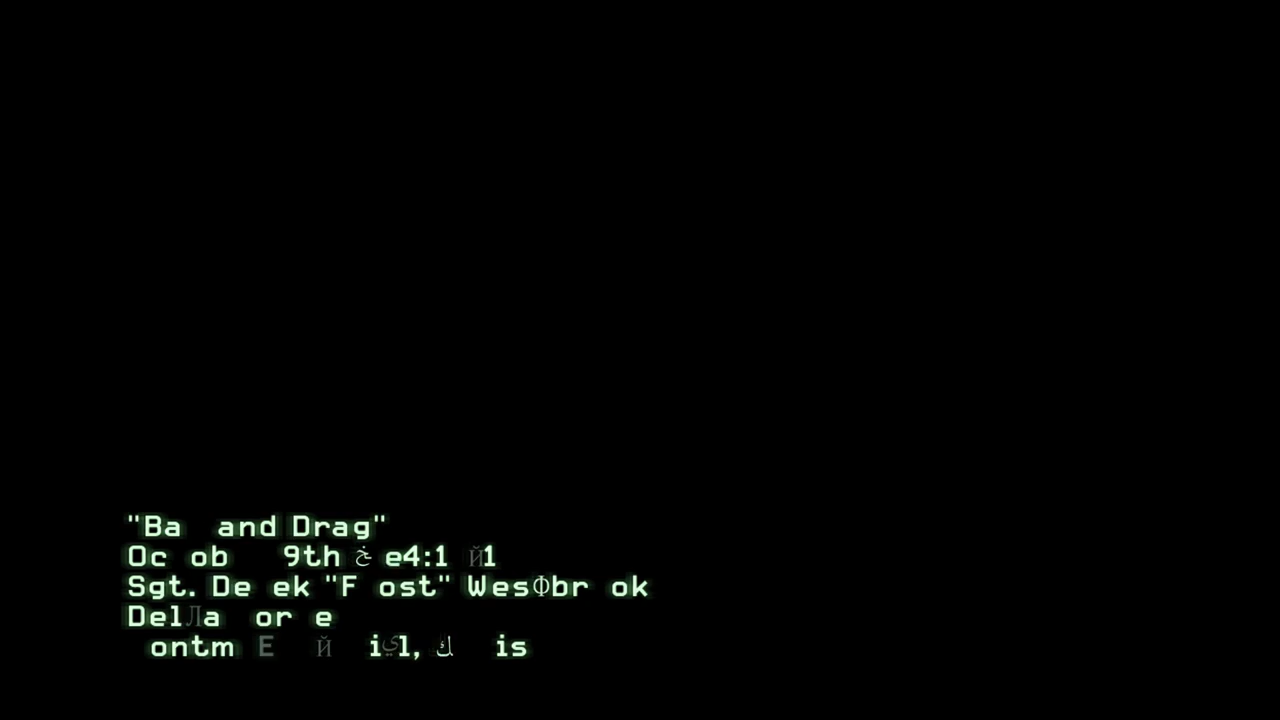 "Ba and Drag"
Oc ob 9th خ e4:1 й1
Sgt. De ek "F ost" WesФbr ok
DelЛa or e
ontm E й iيl, ك is